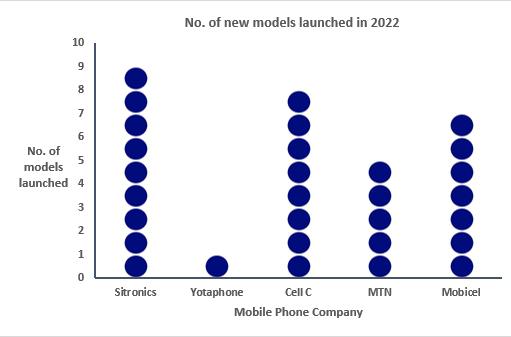 No. of new models launched in 2022
10
9
8
7
6
5
4
3
2
1
0
No. of
models
launched
Sitronics Yotaphone Cell C MTN Mobicel
Mobile Phone Company